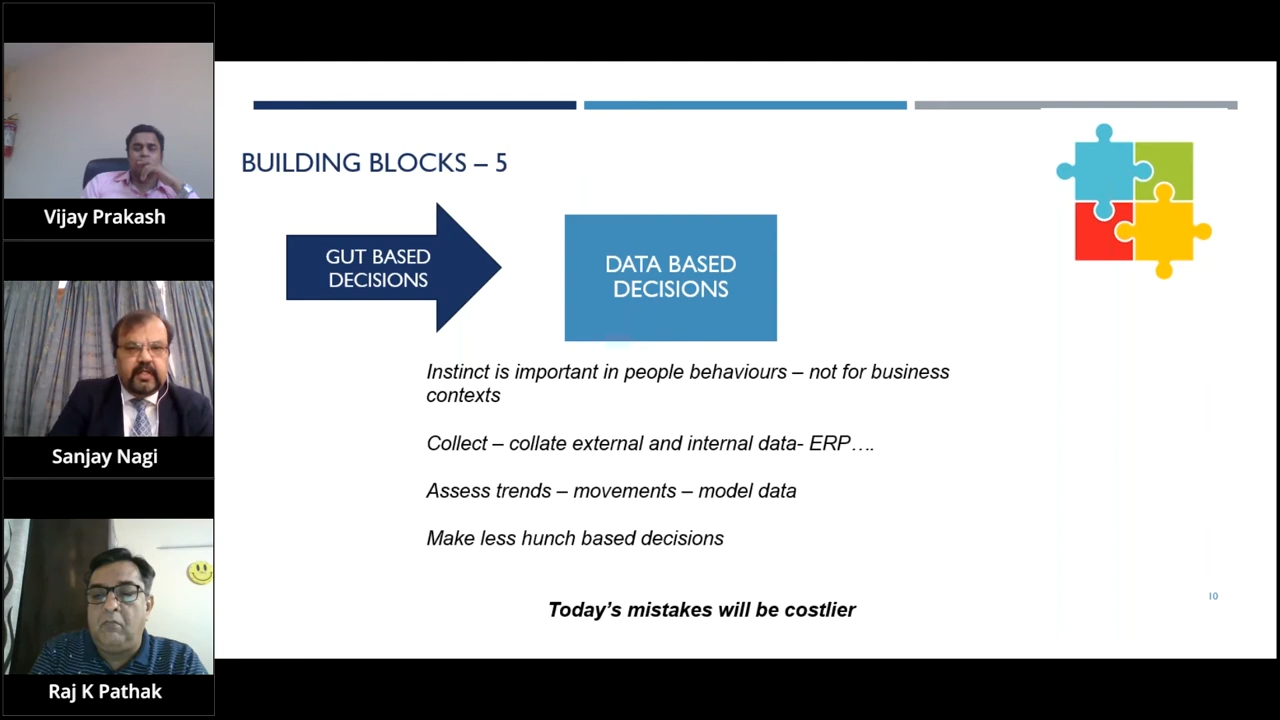 Vijay Prakash
Sanjay Nagi
Raj K Pathak
BUILDING BLOCKS – 5
GUT BASED
DECISIONS
DATA BASED
DECISIONS
Instinct is important in people behaviours – not for business
contexts
Collect – collate external and internal data- ERP….
Assess trends – movements – model data
Make less hunch based decisions
Today’s mistakes will be costlier
10